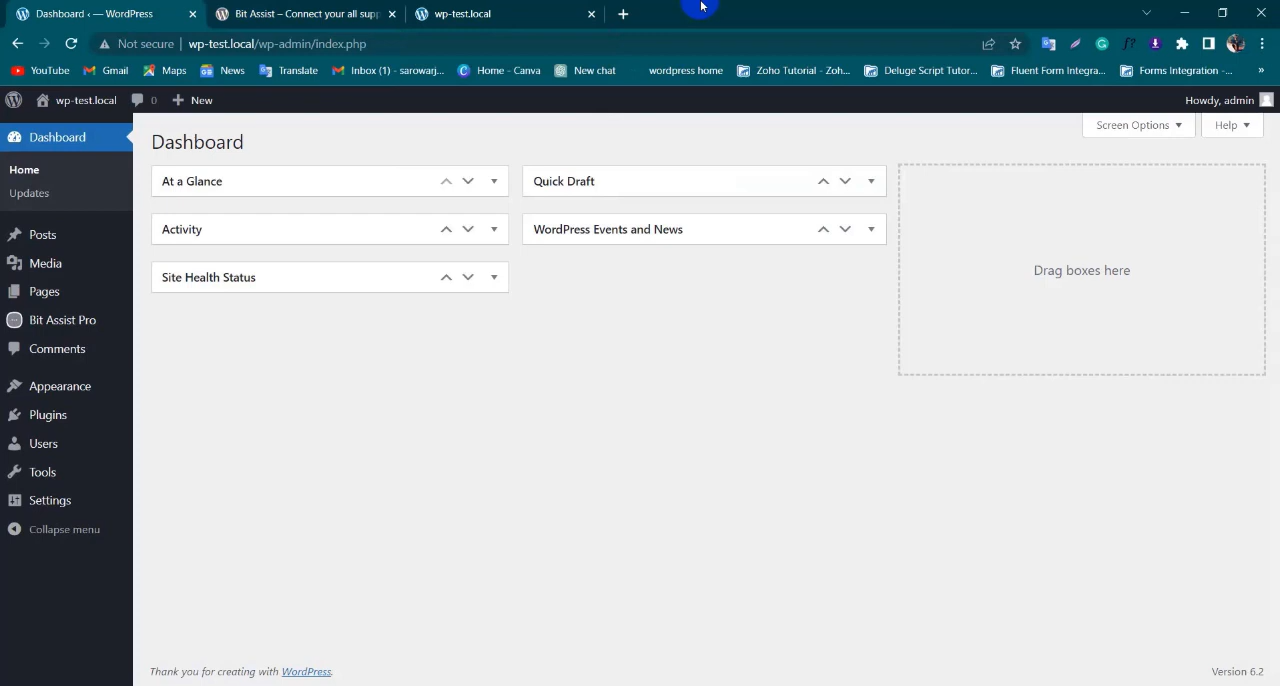 Dashboard ‹ — WordPress
Bit Assist – Connect your all supp
wp-test.local
Not secure
wp-test.local/wp-admin/index.php
YouTube
Gmail
Maps
News
Translate
Inbox (1) - sarowarj...
Home - Canva
New chat
wordpress home
Zoho Tutorial - Zoh...
Deluge Script Tutor...
Fluent Form Integra...
Forms Integration -...
»
wp-test.local
0
New
Howdy, admin
Dashboard
Home
Updates
Posts
Media
Pages
Bit Assist Pro
Comments
Appearance
Plugins
Users
Tools
Settings
Collapse menu
Screen Options
Help
Dashboard
At a Glance
Quick Draft
Activity
WordPress Events and News
Site Health Status
Drag boxes here
Thank you for creating with WordPress.
Version 6.2